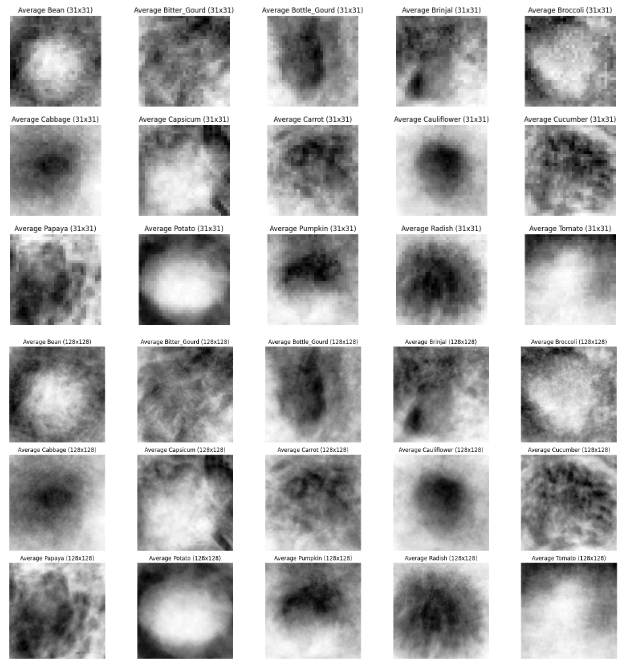 Average Bean (31x31) Average Bitter_Gourd (31x31) Average Bottle_Gourd (31x31) Average Brinjal (31x31) Average Broccoli (31x31)
Average Cabbage (31x31) Average Capsicum (31x31) Average Carrot (31x31) Average Cauliflower (31x31) Average Cucumber (31x31)
Average Papaya (31x31) Average Potato (31x31) Average Pumpkin (31x31) Average Radish (31x31) Average Tomato (31x31)
Average Bean (128x128) Average Bitter_Gourd (128x128) Average Bottle_Gourd (128x128) Average Brinjal (128x128) Average Broccoli (128x128)
Average Cabbage (128x128) Average Capsicum (128x128) Average Carrot (128x128) Average Cauliflower (128x128) Average Cucumber (128x128)
Average Papaya (128x128) Average Potato (128x128) Average Pumpkin (128x128) Average Radish (128x128) Average Tomato (128x128)